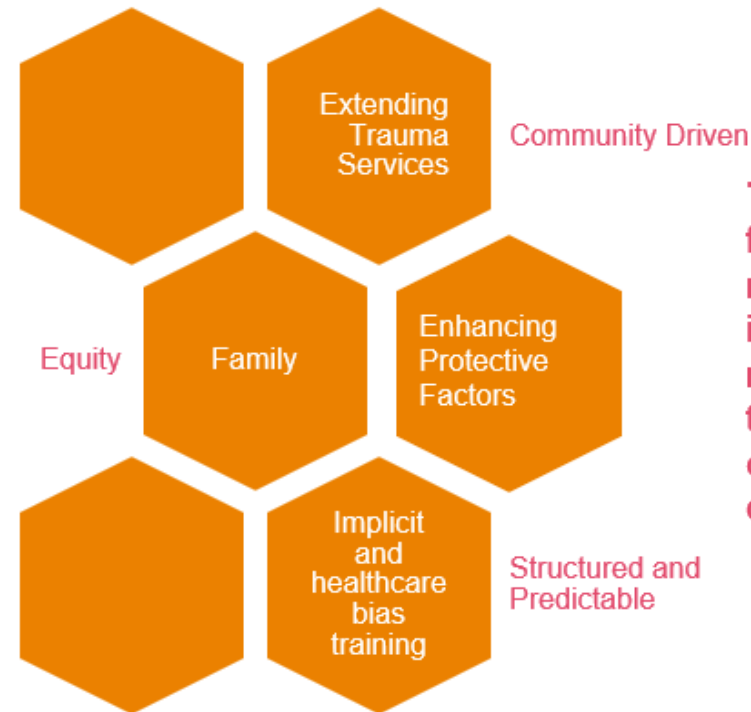 Extending
Trauma
Services
Community Driven
Equity
Family
Enhancing
Protective
Factors
Implicit
and
healthcare
bias
training
Structured and
Predictable